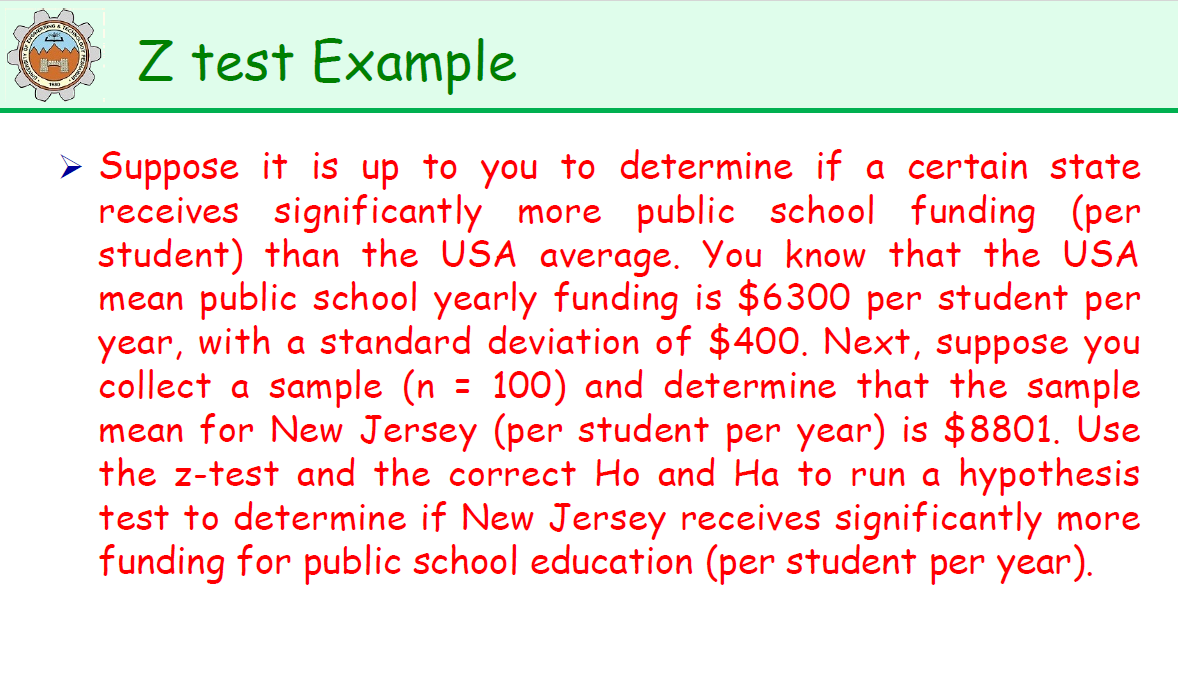 Z test Example
➢ Suppose it is up to you to determine if a certain state
receives significantly more public school funding (per
student) than the USA average. You know that the USA
mean public school yearly funding is $6300 per student per
year, with a standard deviation of $400. Next, suppose you
collect a sample (n = 100) and determine that the sample
mean for New Jersey (per student per year) is $8801. Use
the z-test and the correct Ho and Ha to run a hypothesis
test to determine if New Jersey receives significantly more
funding for public school education (per student per year).